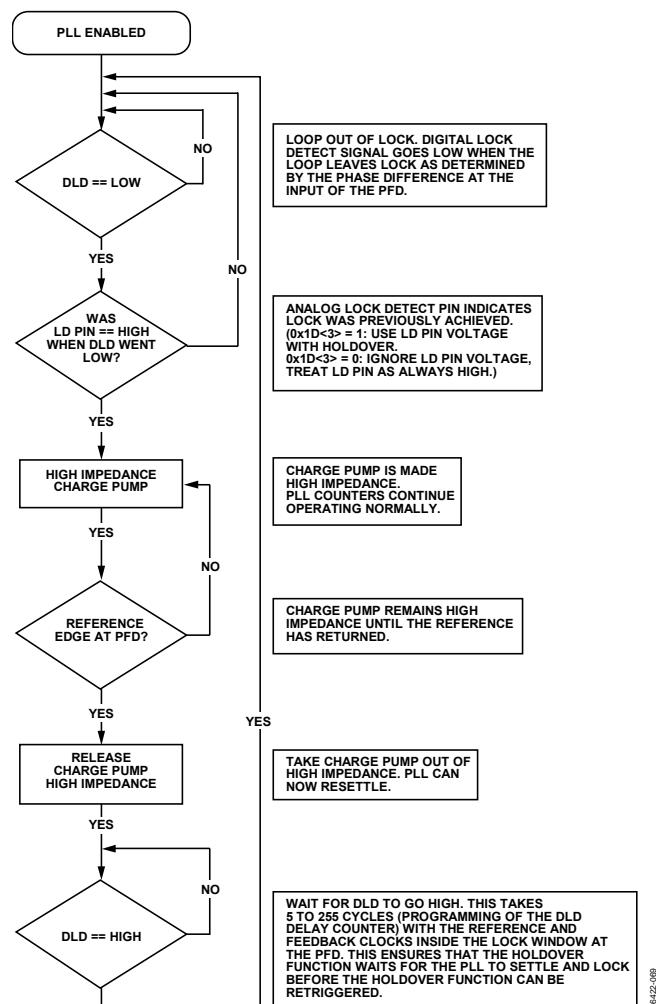 PLL ENABLED
DLD == LOW
NO
YES
LOOP OUT OF LOCK. DIGITAL LOCK
DETECT SIGNAL GOES LOW WHEN THE
LOOP LEAVES LOCK AS DETERMINED
BY THE PHASE DIFFERENCE AT THE
INPUT OF THE PFD.
NO
WAS
LD PIN == HIGH
WHEN DLD WENT
LOW?
YES
ANALOG LOCK DETECT PIN INDICATES
LOCK WAS PREVIOUSLY ACHIEVED.
(0x1D<3> = 1: USE LD PIN VOLTAGE
WITH HOLDOVER.
0x1D<3> = 0: IGNORE LD PIN VOLTAGE,
TREAT LD PIN AS ALWAYS HIGH.)
HIGH IMPEDANCE
CHARGE PUMP
YES
CHARGE PUMP IS MADE
HIGH IMPEDANCE.
PLL COUNTERS CONTINUE
OPERATING NORMALLY.
NO
REFERENCE
EDGE AT PFD?
YES
CHARGE PUMP REMAINS HIGH
IMPEDANCE UNTIL THE REFERENCE
HAS RETURNED.
YES
RELEASE
CHARGE PUMP
HIGH IMPEDANCE
YES
TAKE CHARGE PUMP OUT OF
HIGH IMPEDANCE. PLL CAN
NOW RESETTLE.
NO
DLD == HIGH
WAIT FOR DLD TO GO HIGH. THIS TAKES
5 TO 255 CYCLES (PROGRAMMING OF THE DLD
DELAY COUNTER) WITH THE REFERENCE AND
FEEDBACK CLOCKS INSIDE THE LOCK WINDOW AT
THE PFD. THIS ENSURES THAT THE HOLDOVER
FUNCTION WAITS FOR THE PLL TO SETTLE AND LOCK
BEFORE THE HOLDOVER FUNCTION CAN BE
RETRIGGERED.
6422-069